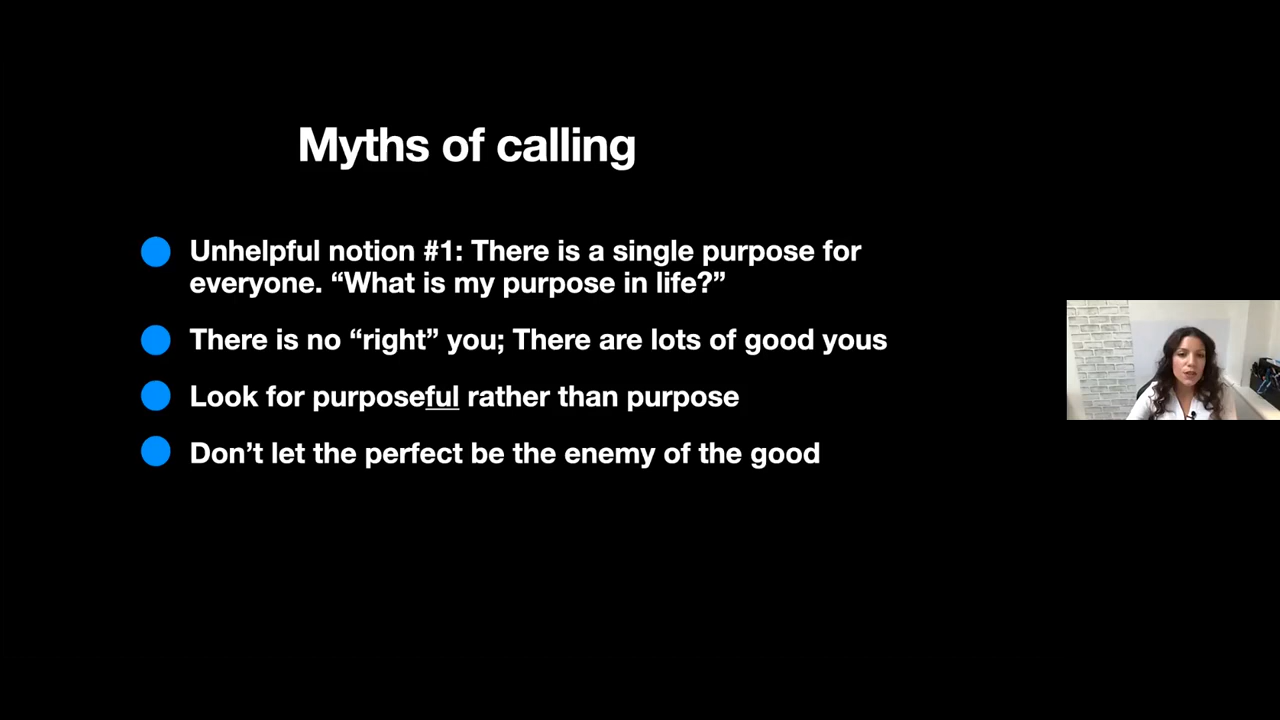 Myths of calling
Unhelpful notion #1: There is a single purpose for
everyone. “What is my purpose in life?”
There is no “right” you; There are lots of good yous
Look for purposeful rather than purpose
Don’t let the perfect be the enemy of the good